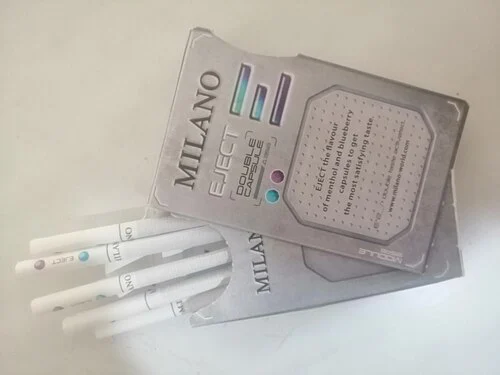 MILANO
EJECT
DOUBLE
CAPSULE
EJECT the flavour
of menthol and blueberry
capsules to get
the most satisfying taste.
www.milano-world.com
MODULE
MILANO
EJECT
MILANO